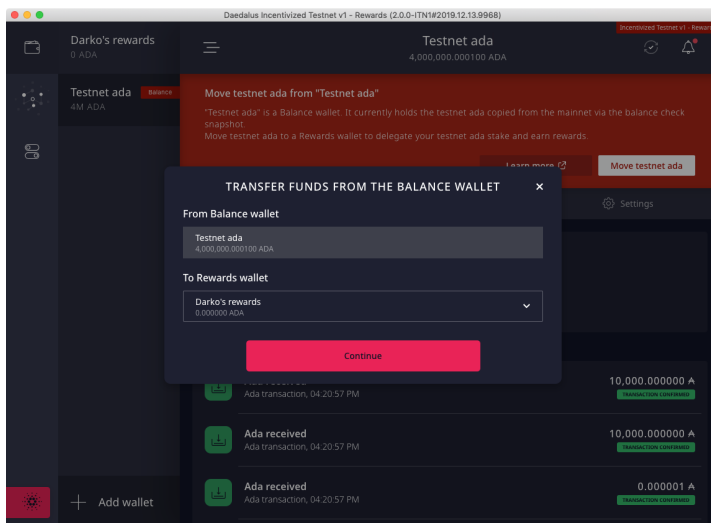 Daedalus Incentivized Testnet v1 - Rewards (2.0.0-ITN1#2019.12.13.9968)
Incentivized Testnet v1 - Rewar
Darko's rewards
0 ADA
Testnet ada
4,000,000.000100 ADA
Testnet ada Balance
4M ADA
Move testnet ada from "Testnet ada"
"Testnet ada" is a Balance wallet. It currently holds the testnet ada copied from the mainnet via the balance check
snapshot.
Move testnet ada to a Rewards wallet to delegate your testnet ada stake and earn rewards.
Learn more
Move testnet ada
TRANSFER FUNDS FROM THE BALANCE WALLET
From Balance wallet
Testnet ada
4,000,000.000100 ADA
To Rewards wallet
Darko's rewards
0.000000 ADA
Continue
Settings
10,000.000000 ₳
Ada transaction, 04:20:57 PM
TRANSACTION CONFIRMED
Ada received
10,000.000000 ₳
Ada transaction, 04:20:57 PM
TRANSACTION CONFIRMED
Ada received
0.000001 ₳
Ada transaction, 04:20:57 PM
TRANSACTION CONFIRMED
Add wallet